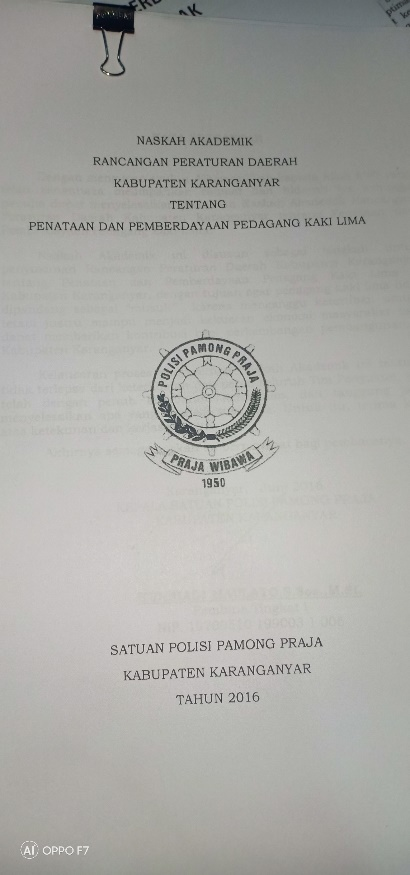 AK
NASKAH AKADEMIK
RANCANGAN PERATURAN DAERAH
KABUPATEN KARANGANYAR
TENTANG
PENATAAN DAN PEMBERDAYAAN PEDAGANG KAKI LIMA
POLISI PAMONG PRAJA
PRAJA WIBAWA
1950
SATUAN POLISI PAMONG PRAJA
KABUPATEN KARANGANYAR
TAHUN 2016
AI OPPO F7